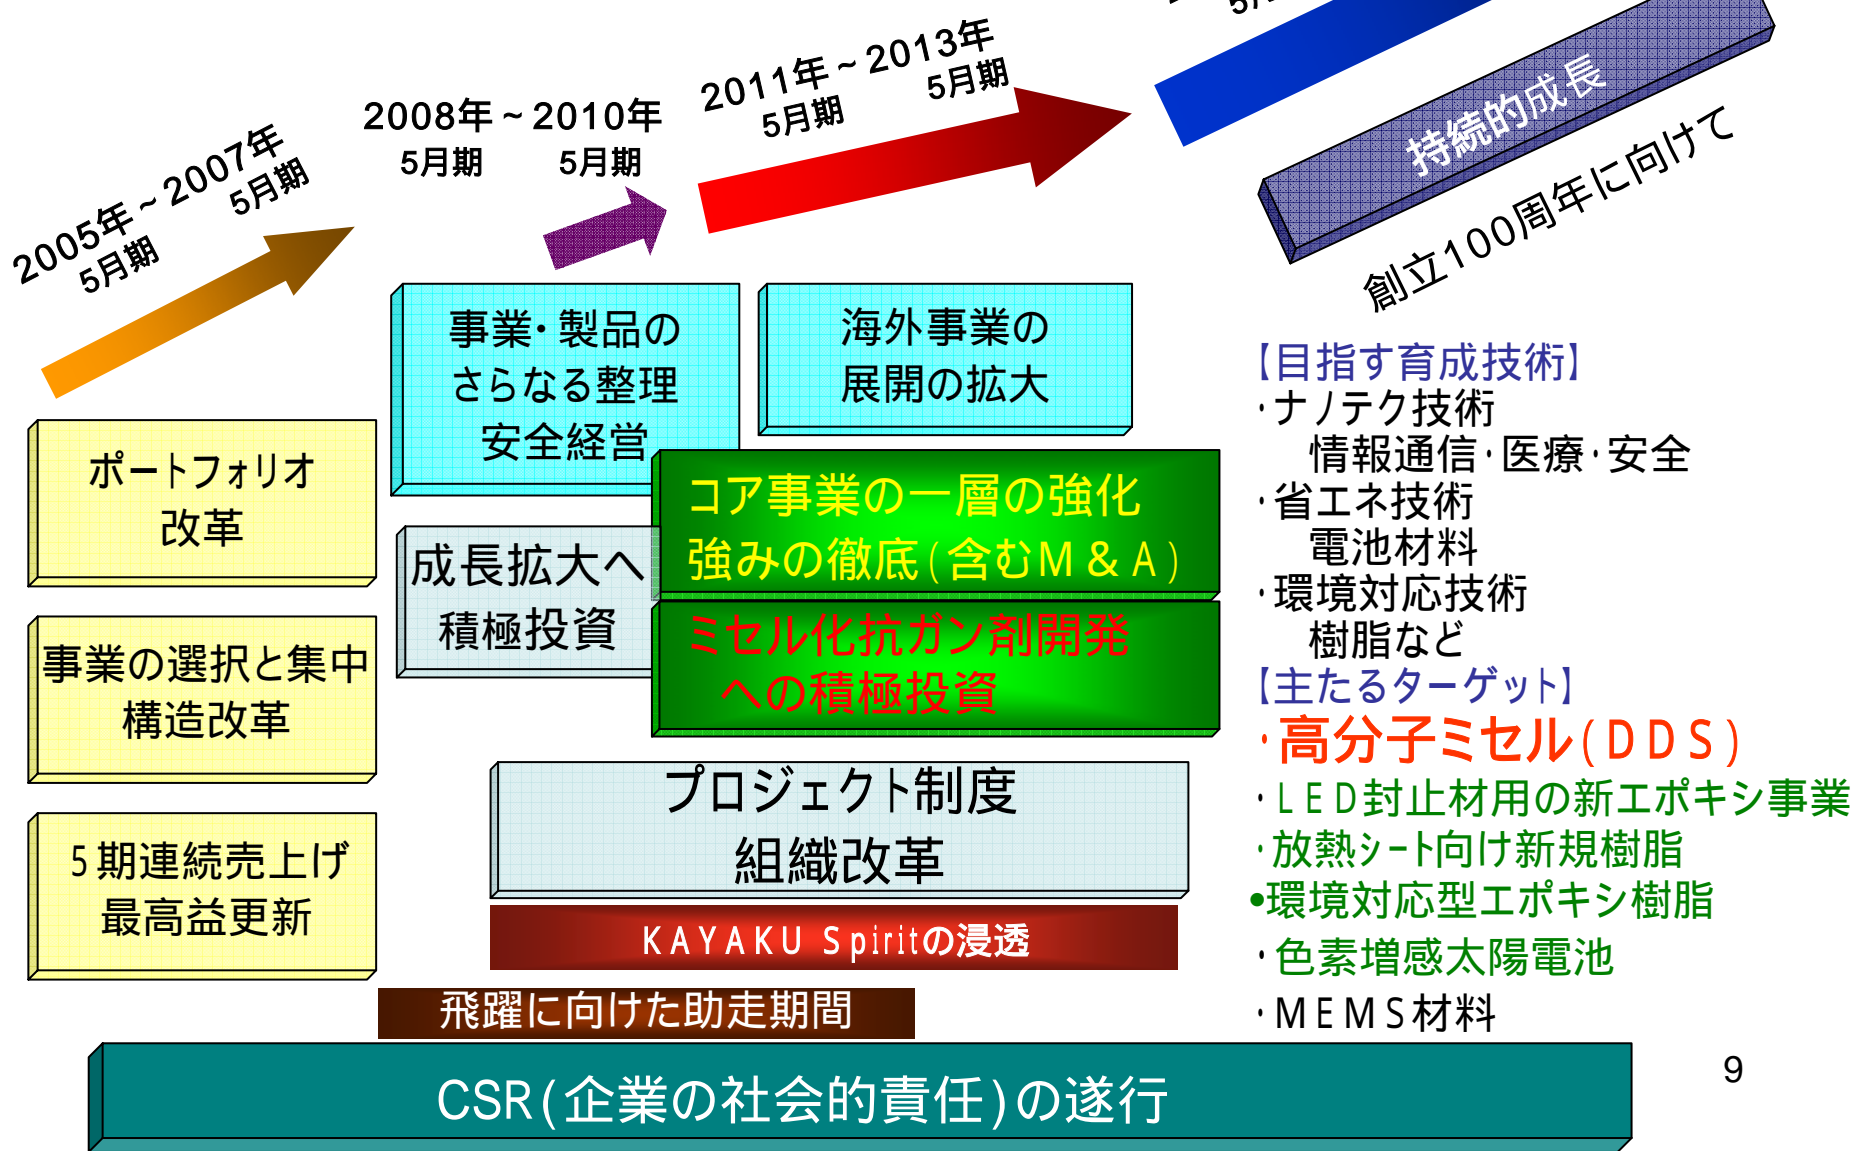 2005年～2007年
5月期 5月期
2008年～2010年
5月期 5月期
2011年～2013年
5月期 5月期
持続的成長
創立100周年に向けて
ポートフォリオ
改革
事業の選択と集中
構造改革
5期連続売上げ
最高益更新
事業・製品の
さらなる整理
安全経営
海外事業の
展開の拡大
成長拡大へ
積極投資
コア事業の一層の強化
強みの徹底(含むM&A)
ミセル化抗ガン剤開発
への積極投資
プロジェクト制度
組織改革
KAYAKU Spiritの浸透
飛躍に向けた助走期間
CSR(企業の社会的責任)の遂行
【目指す育成技術】
・ナノテク技術
情報通信・医療・安全
・省エネ技術
電池材料
・環境対応技術
樹脂など
【主たるターゲット】
・高分子ミセル(DDS)
・LED封止材用の新エポキシ事業
・放熱シート向け新規樹脂
•環境対応型エポキシ樹脂
・色素増感太陽電池
・MEMS材料
9